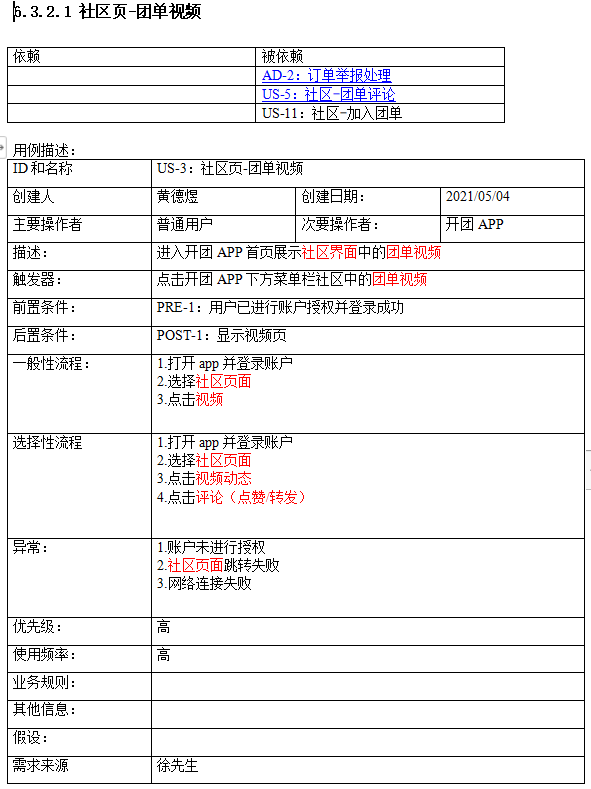 6.3.2.1 社区页-团单视频
依赖 被依赖
AD-2：订单举报处理
US-5：社区-团单评论
US-11：社区-加入团单
用例描述：
ID和名称 US-3：社区页-团单视频
创建人 黄德煜 创建日期： 2021/05/04
主要操作者 普通用户 次要操作者： 开团 APP
描述： 进入开团 APP 首页展示社区界面中的团单视频
触发器： 点击开团 APP 下方菜单栏社区中的团单视频
前置条件： PRE-1：用户已进行账户授权并登录成功
后置条件： POST-1：显示视频页
一般性流程： 1.打开 app 并登录账户
2.选择社区页面
3.点击视频
选择性流程 1.打开 app 并登录账户
2.选择社区页面
3.点击视频动态
4.点击评论（点赞/转发）
异常： 1.账户未进行授权
2.社区页面跳转失败
3.网络连接失败
优先级： 高
使用频率： 高
业务规则：
其他信息：
假设：
需求来源 徐先生